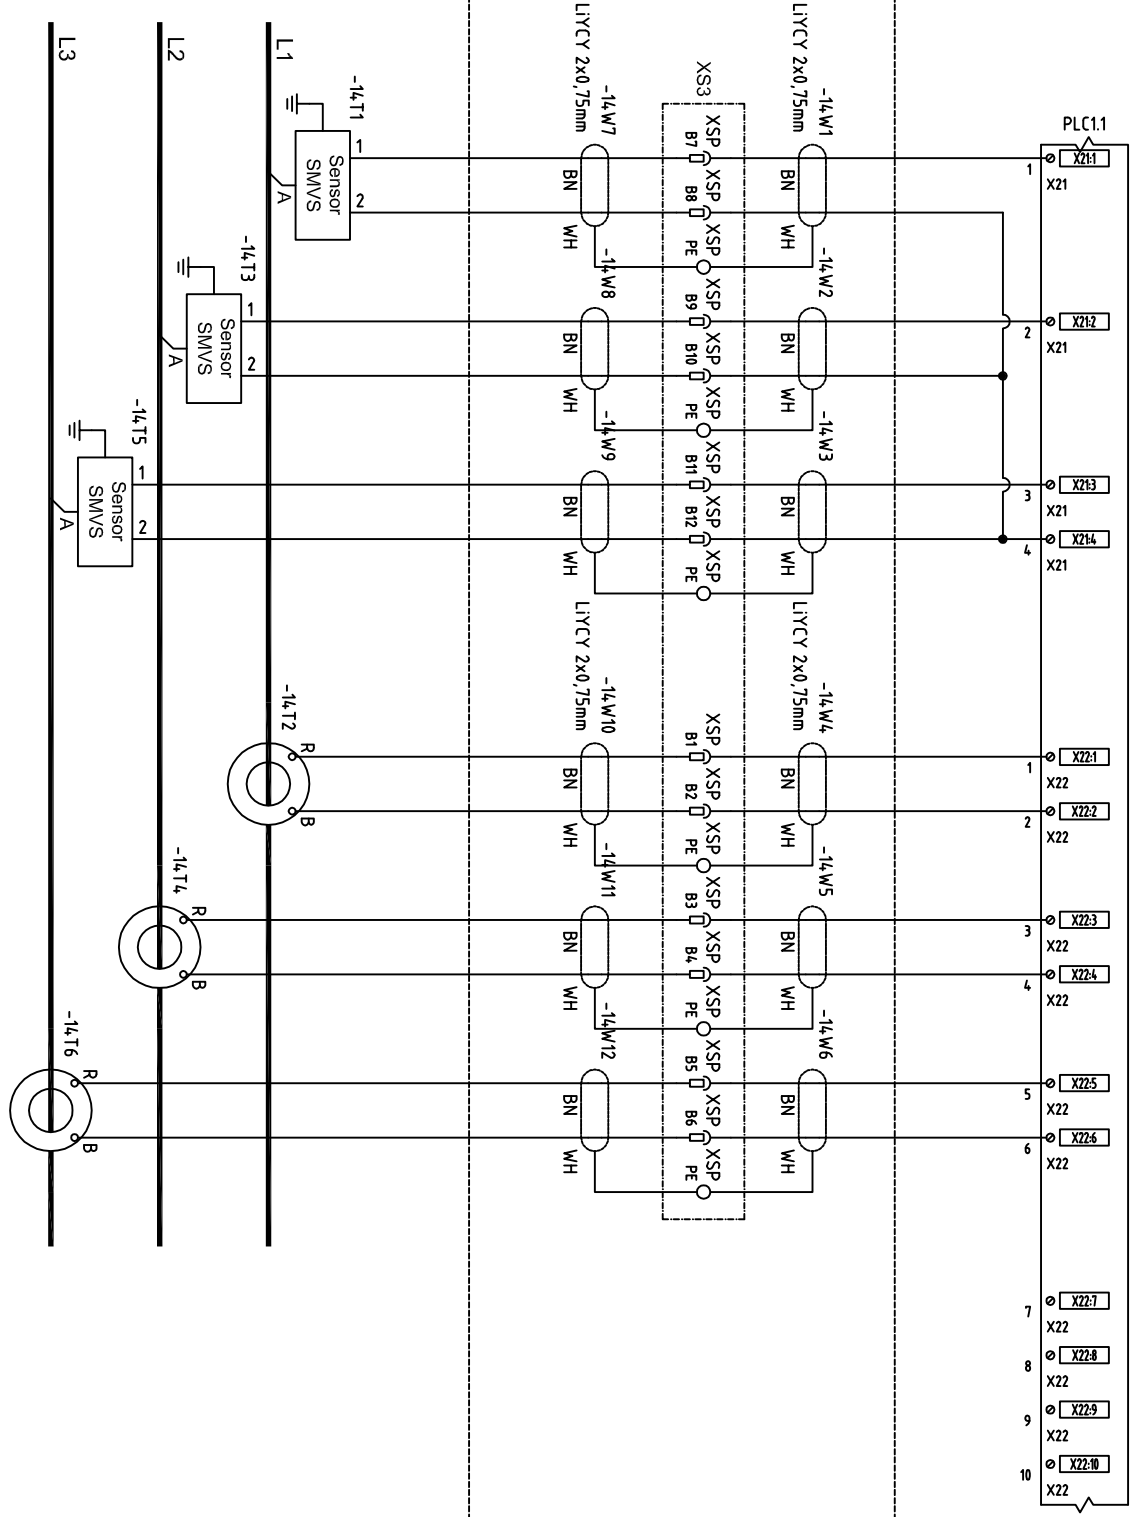 L3
L2
L1
-14T1
Sensor
SMVS
1
2
A
-14T3
Sensor
SMVS
1
2
A
-14T5
Sensor
SMVS
1
2
A
-14T2
R
B
-14T4
R
B
-14T6
R
B
LiYCY 2x0,75mm
-14W7
BN
WH
-14W8
BN
WH
-14W9
BN
WH
LiYCY 2x0,75mm
-14W10
BN
WH
-14W11
BN
WH
-14W12
BN
WH
XS3
XSP
B7
XSP
B8
XSP
PE
XSP
B9
XSP
B10
XSP
PE
XSP
B11
XSP
B12
XSP
PE
XSP
B1
XSP
B2
XSP
PE
XSP
B3
XSP
B4
XSP
PE
XSP
B5
XSP
B6
XSP
PE
LiYCY 2x0,75mm
-14W1
BN
WH
-14W2
BN
WH
-14W3
BN
WH
LiYCY 2x0,75mm
-14W4
BN
WH
-14W5
BN
WH
-14W6
BN
WH
PLC1.1
X21:1
1
X21
X21:2
2
X21
X21:3
3
X21
X21:4
4
X21
X22:1
1
X22
X22:2
2
X22
X22:3
3
X22
X22:4
4
X22
X22:5
5
X22
X22:6
6
X22
X22:7
7
X22
X22:8
8
X22
X22:9
9
X22
X22:10
10
X22